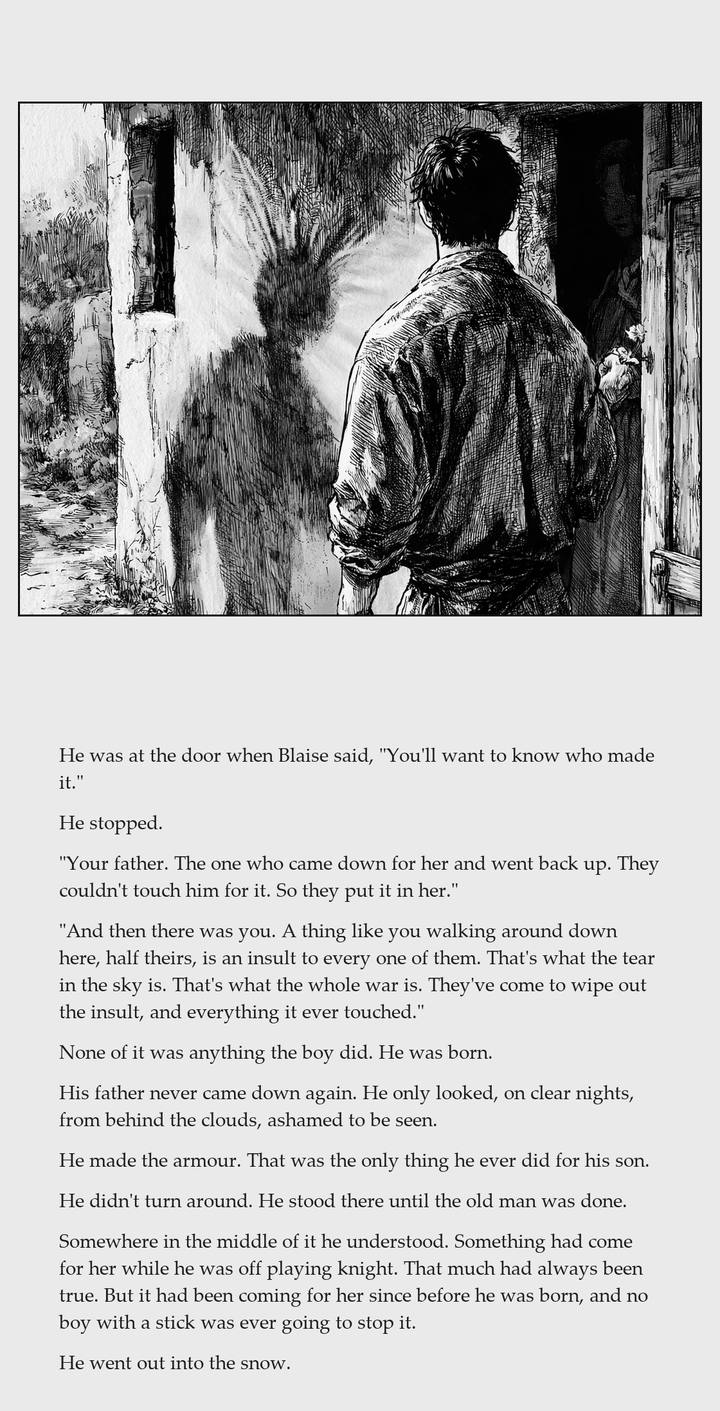 He was at the door when Blaise said, "You'll want to know who made
it."
He stopped.
"Your father. The one who came down for her and went back up. They
couldn't touch him for it. So they put it in her."
"And then there was you. A thing like you walking around down
here, half theirs, is an insult to every one of them. That's what the tear
in the sky is. That's what the whole war is. They've come to wipe out
the insult, and everything it ever touched."
None of it was anything the boy did. He was born.
His father never came down again. He only looked, on clear nights,
from behind the clouds, ashamed to be seen.
He made the armour. That was the only thing he ever did for his son.
He didn't turn around. He stood there until the old man was done.
Somewhere in the middle of it he understood. Something had come
for her while he was off playing knight. That much had always been
true. But it had been coming for her since before he was born, and no
boy with a stick was ever going to stop it.
He went out into the snow.